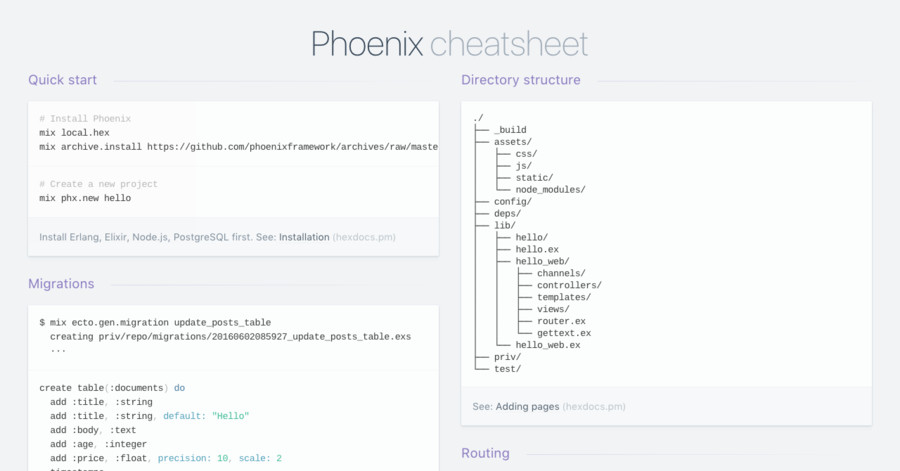 Phoenix cheatsheet
Quick start
# Install Phoenix
mix local.hex
mix archive.install https://github.com/phoenixframework/archives/raw/maste
# Create a new project
mix phx.new hello
Install Erlang, Elixir, Node.js, PostgreSQL first. See: Installation (hexdocs.pm)
Migrations
$ mix ecto.gen.migration update_posts_table
  creating priv/repo/migrations/20160602085927_update_posts_table.exs
  ...
create table(:documents) do
  add :title, :string
  add :title, :string, default: "Hello"
  add :body, :text
  add :age, :integer
  add :price, :float, precision: 10, scale: 2
Directory structure
./
├── _build
├── assets/
│   ├── css/
│   ├── js/
│   ├── static/
│   └── node_modules/
├── config/
├── deps/
├── lib/
│   ├── hello/
│   ├── hello.ex
│   ├── hello_web/
│   │   ├── channels/
│   │   ├── controllers/
│   │   ├── templates/
│   │   ├── views/
│   │   ├── router.ex
│   │   └── gettext.ex
│   └── hello_web.ex
├── priv/
└── test/
See: Adding pages (hexdocs.pm)
Routing